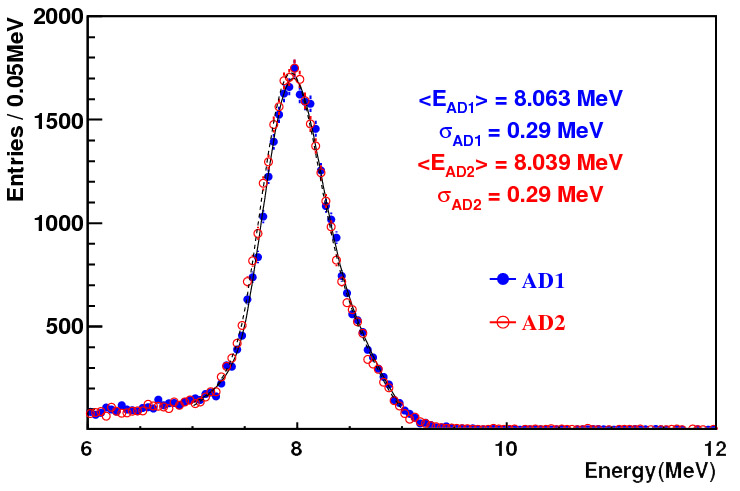 2000
1500
1000
500
Entries / 0.05MeV
<E_AD1> = 8.063 MeV
σ_AD1 = 0.29 MeV
<E_AD2> = 8.039 MeV
σ_AD2 = 0.29 MeV
AD1
AD2
6 8 10 12
Energy(MeV)